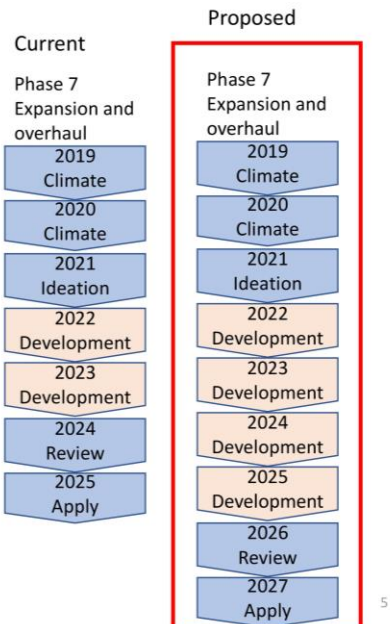 Current
Phase 7
Expansion and
overhaul
2019
Climate
2020
Climate
2021
Ideation
2022
Development
2023
Development
2024
Review
2025
Apply
Proposed
Phase 7
Expansion and
overhaul
2019
Climate
2020
Climate
2021
Ideation
2022
Development
2023
Development
2024
Development
2025
Development
2026
Review
2027
Apply
5